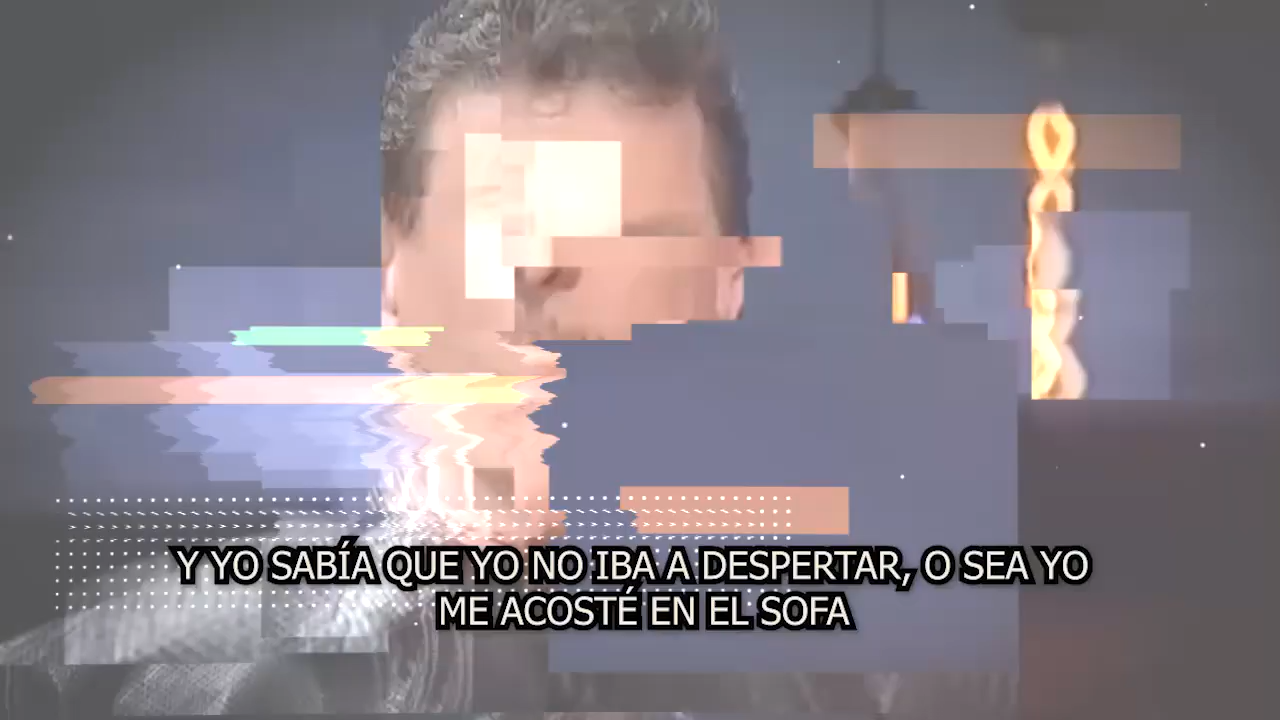 Y YO SABÍA QUE YO NO IBA A DESPERTAR, O SEA YO
ME ACOSTÉ EN EL SOFA